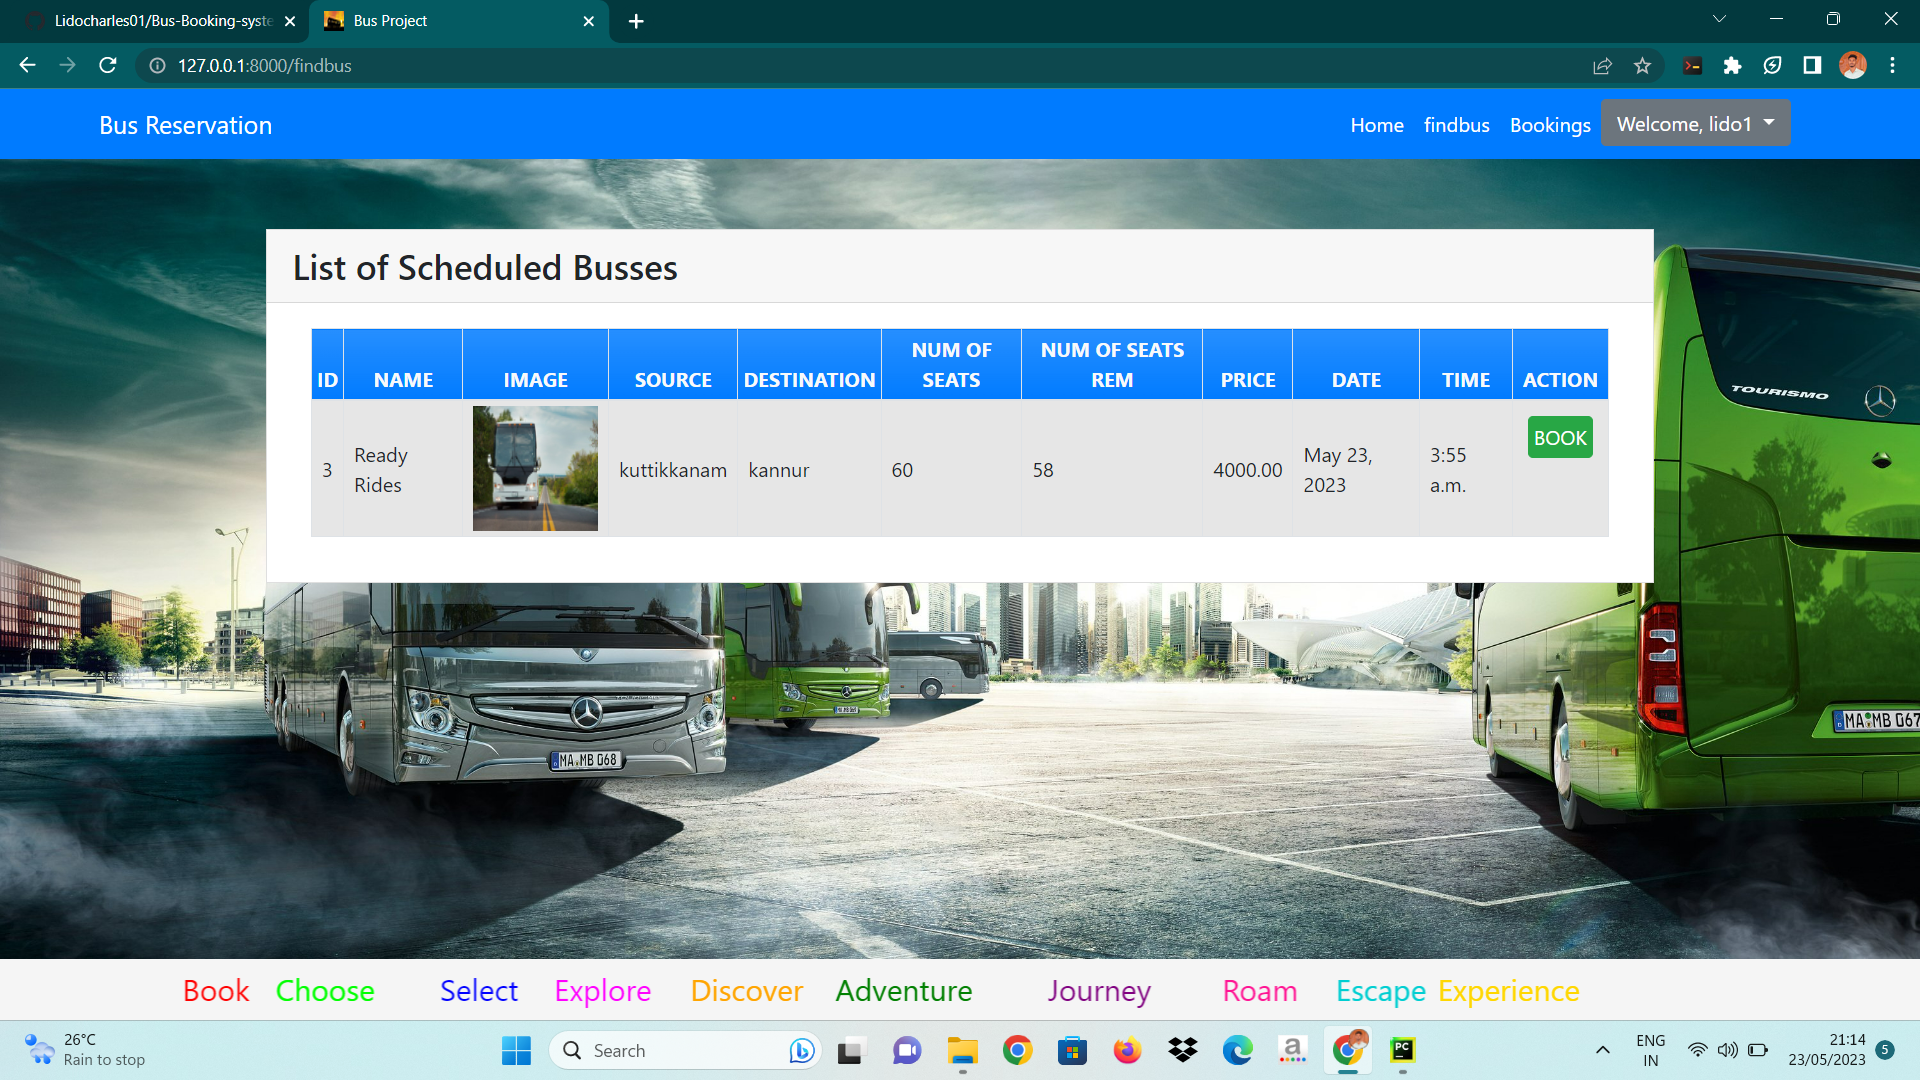 Lidocharles01/Bus-Booking-syste
Bus Project
127.0.0.1:8000/findbus
Bus Reservation
Home
findbus
Bookings
Welcome, lido1
List of Scheduled Busses
ID
NAME
IMAGE
SOURCE
DESTINATION
NUM OF
SEATS
NUM OF SEATS
REM
PRICE
DATE
TIME
ACTION
3
Ready
Rides
kuttikkanam
kannur
60
58
4000.00
May 23,
2023
3:55
a.m.
BOOK
TOURISMO
MA MB 068
MA MB 067
Book Choose Select Explore Discover Adventure Journey Roam Escape Experience
26°C
Rain to stop
Search
a
PC
ENG
IN
21:14
23/05/2023
5